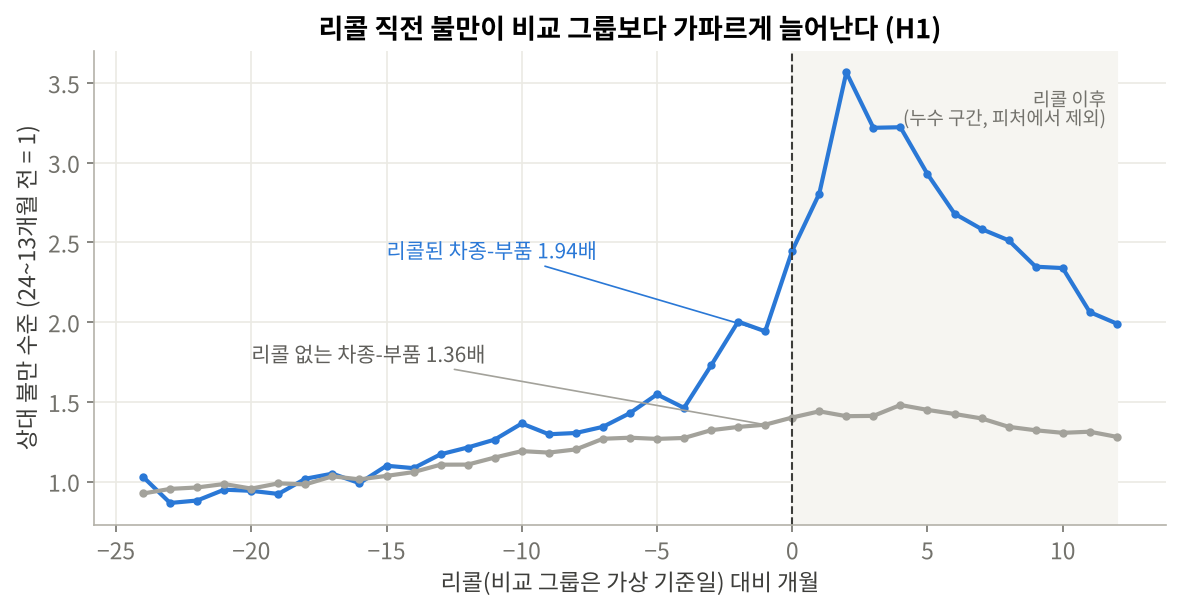 리콜 직전 불만이 비교 그룹보다 가파르게 늘어난다 (H1)
상대 불만 수준 (24~13개월 전 = 1)
3.5
3.0
2.5
2.0
1.5
1.0
리콜 이후
(누수 구간, 피처에서 제외)
리콜된 차종-부품 1.94배
리콜 없는 차종-부품 1.36배
−25
−20
−15
−10
−5
0
5
10
리콜(비교 그룹은 가상 기준일) 대비 개월